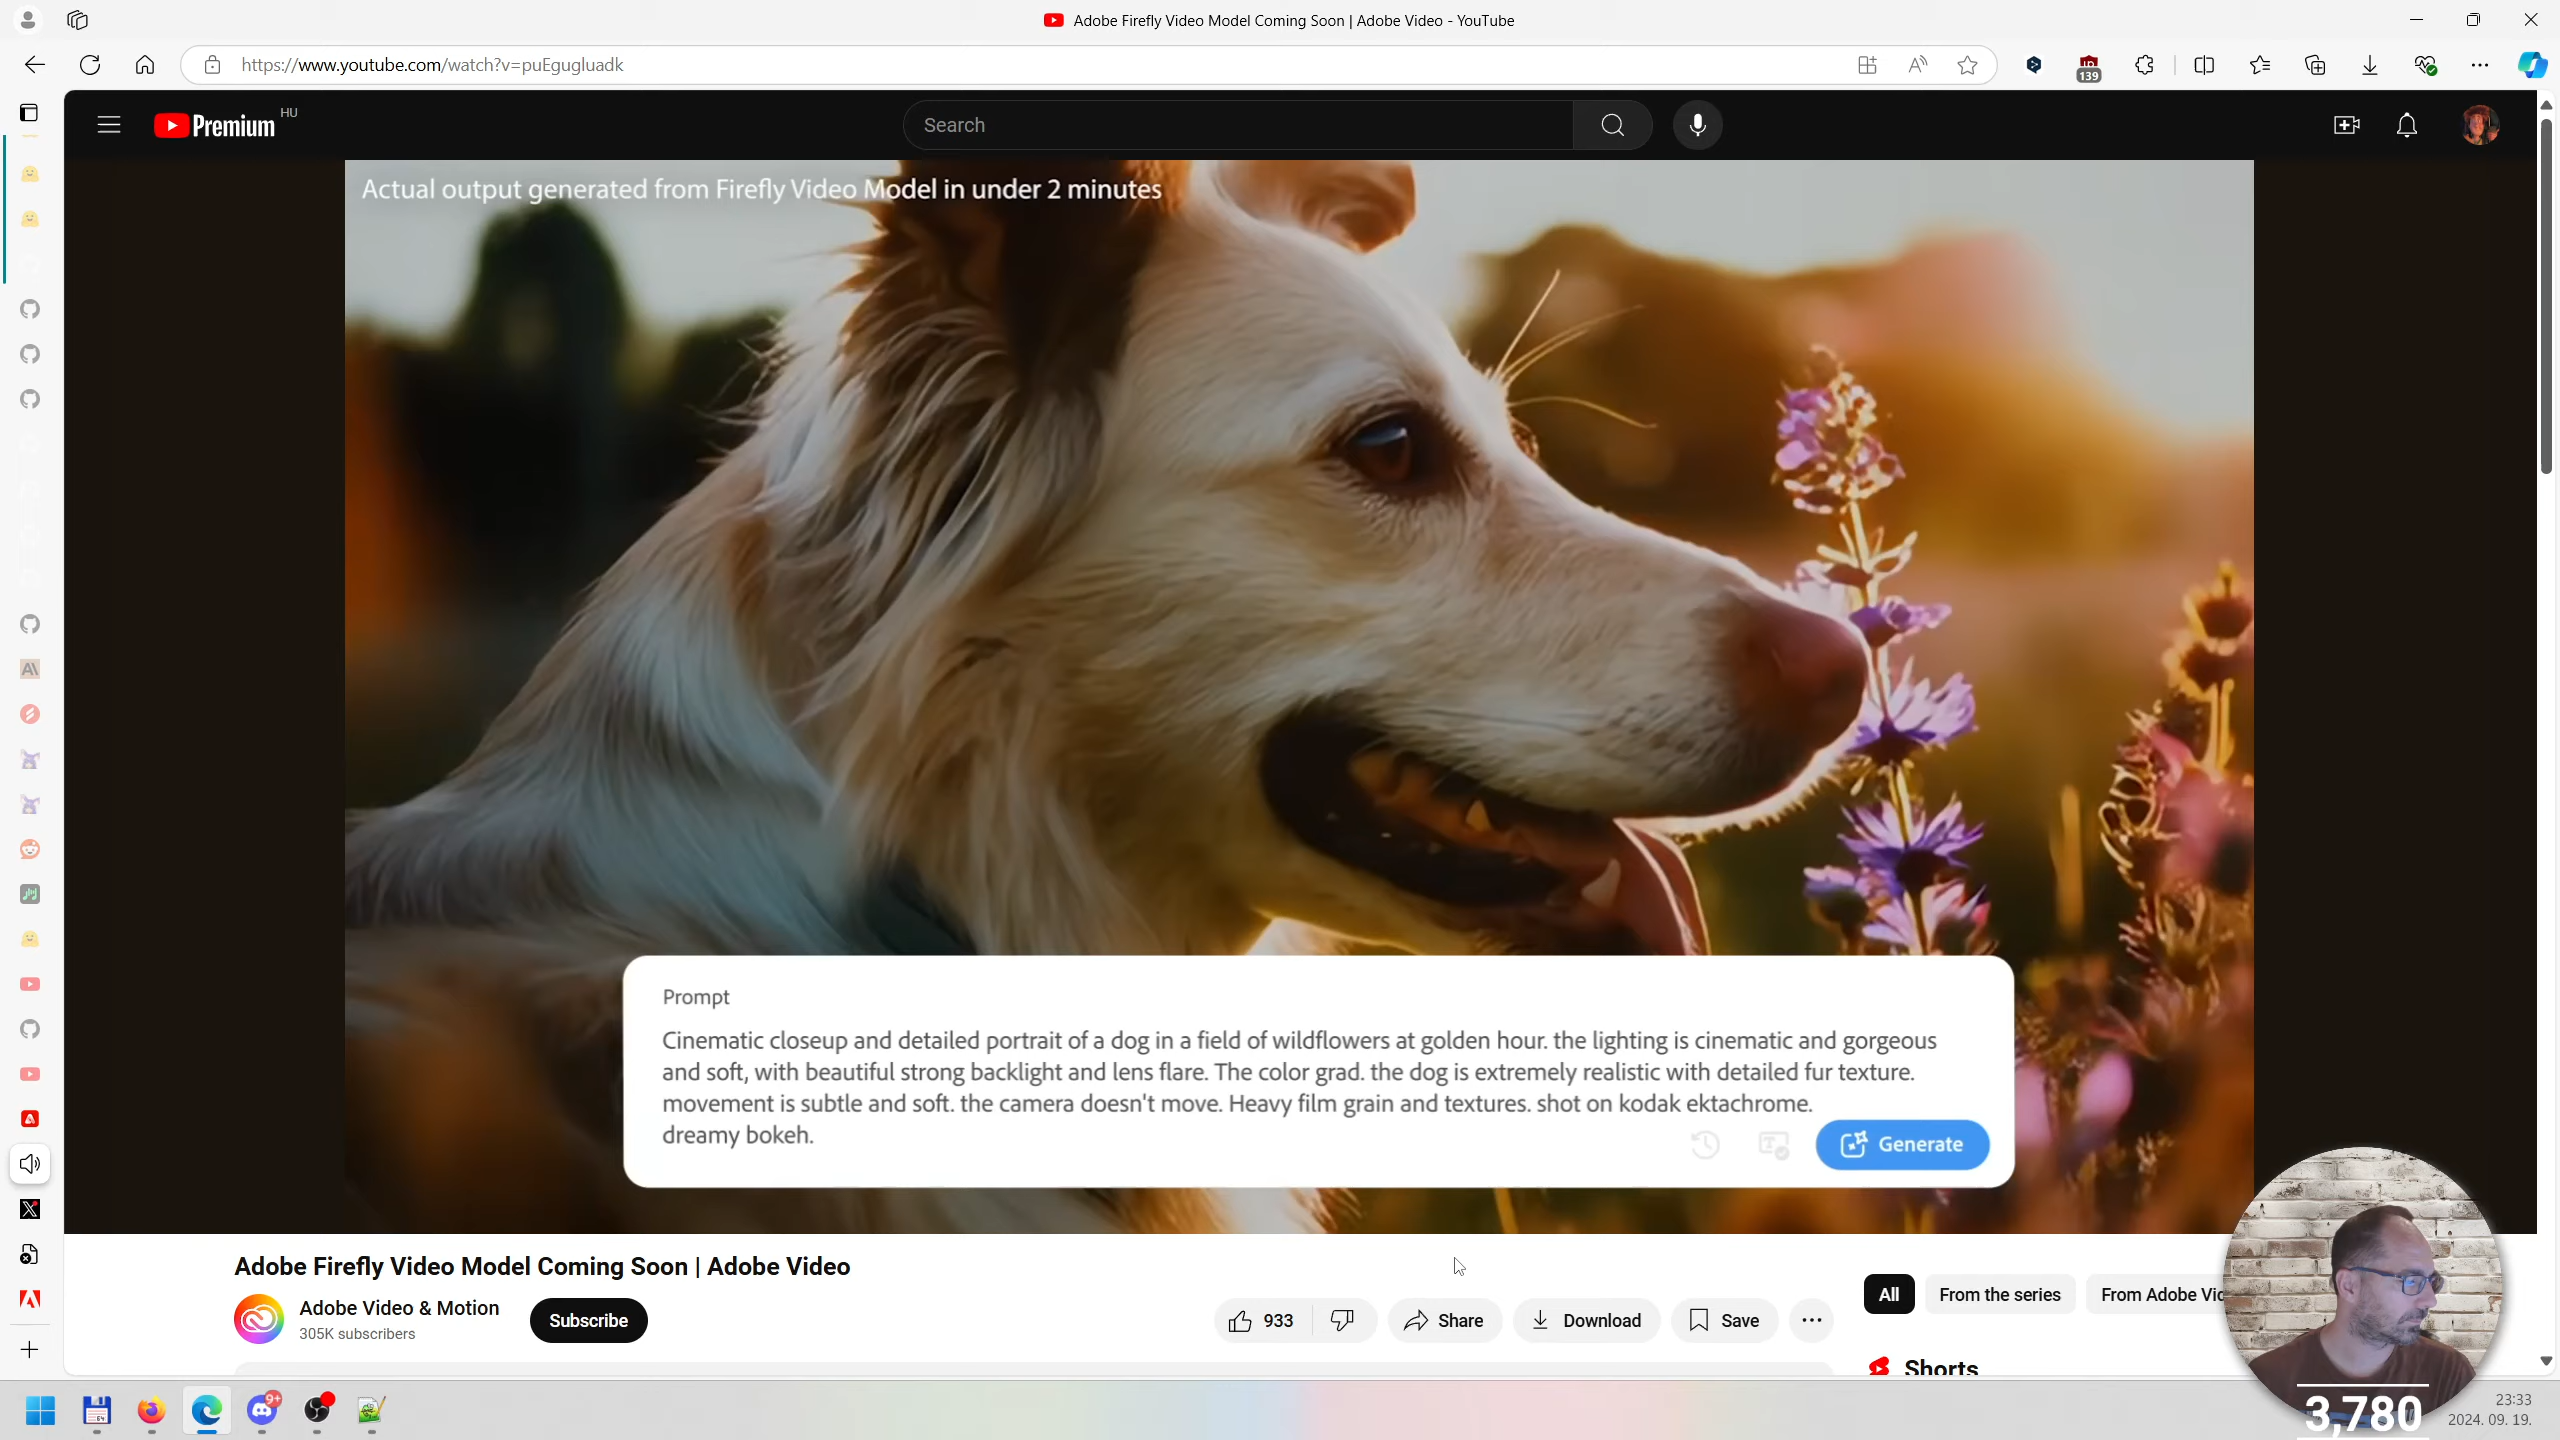 Adobe Firefly Video Model Coming Soon | Adobe Video - YouTube
https://www.youtube.com/watch?v=puEgugluadk
139
Premium
HU
Search
Actual output generated from Firefly Video Model in under 2 minutes
Prompt
Cinematic closeup and detailed portrait of a dog in a field of wildflowers at golden hour. the lighting is cinematic and gorgeous
and soft, with beautiful strong backlight and lens flare. The color grad. the dog is extremely realistic with detailed fur texture.
movement is subtle and soft. the camera doesn't move. Heavy film grain and textures. shot on kodak ektachrome.
dreamy bokeh.
Generate
Adobe Firefly Video Model Coming Soon | Adobe Video
Adobe Video & Motion
305K subscribers
Subscribe
933
Share
Download
Save
All
From the series
From Adobe Vid
Shorts
9+
3,780
23:33
2024. 09. 19.